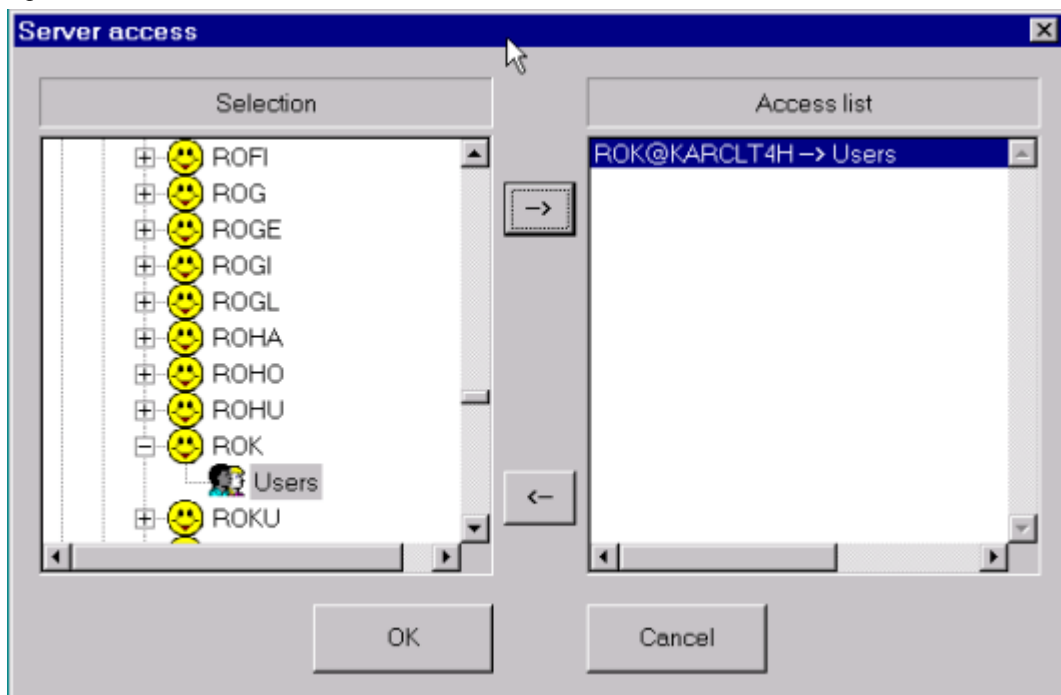 Server access
Selection
Access list
ROFI
ROG
ROGE
ROGI
ROGL
ROHA
ROHO
ROHU
ROK
Users
ROKU
ROK@KARCLT4H –> Users
–>
<–
OK
Cancel